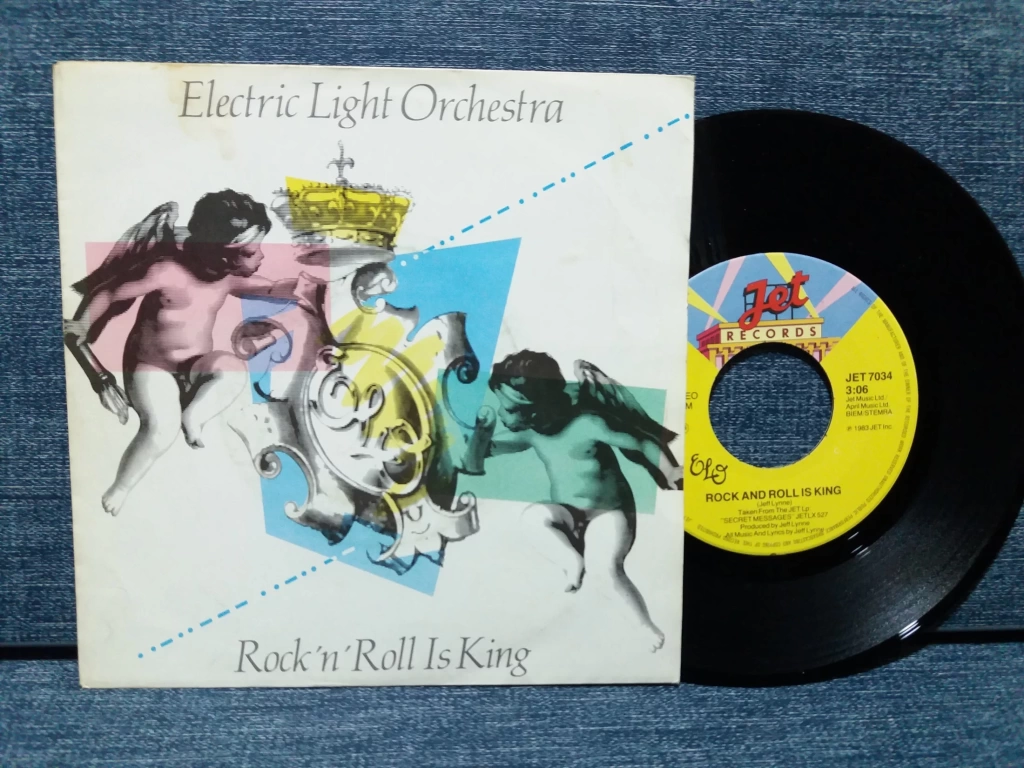 Electric Light Orchestra
ELO
Rock 'n' Roll Is King
Jet
RECORDS
JET 7034
3:06
Jet Music Ltd.
April Music Ltd.
BIEM/STEMRA
℗ 1983 JET Inc.
EO
M
ELO
ROCK AND ROLL IS KING
(Jeff Lynne)
Taken From The JET Lp
"SECRET MESSAGES" JETLX 527
Produced by Jeff Lynne
All Music And Lyrics by Jeff Lynne